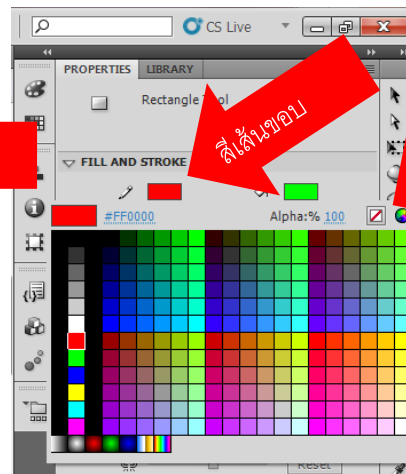 CS Live
PROPERTIES LIBRARY
Rectangle Tool
สีเส้นขอบ
FILL AND STROKE
#FF0000 Alpha:% 100
Reset